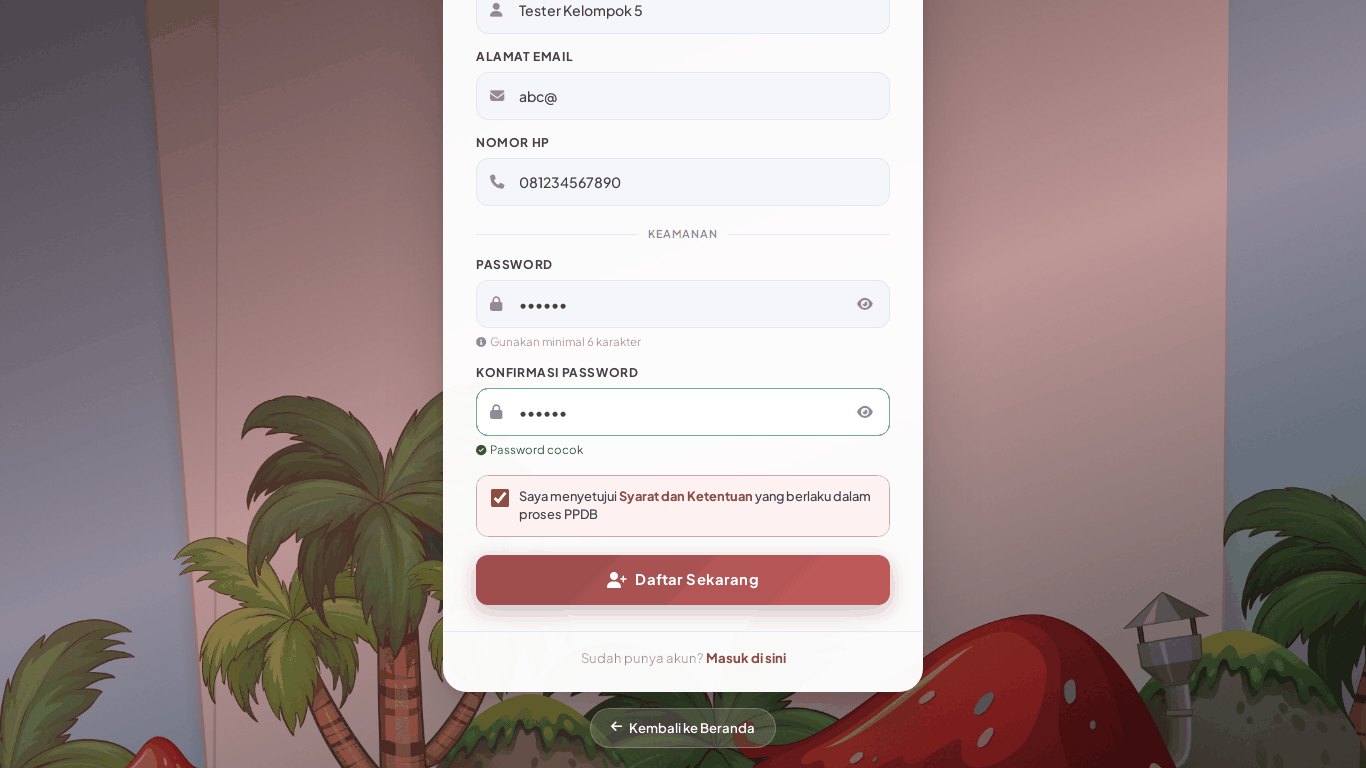 Tester Kelompok 5
ALAMAT EMAIL
abc@
NOMOR HP
081234567890
KEAMANAN
PASSWORD
••••••
Gunakan minimal 6 karakter
KONFIRMASI PASSWORD
••••••
Password cocok
Saya menyetujui Syarat dan Ketentuan yang berlaku dalam
proses PPDB
Daftar Sekarang
Sudah punya akun? Masuk di sini
Kembali ke Beranda